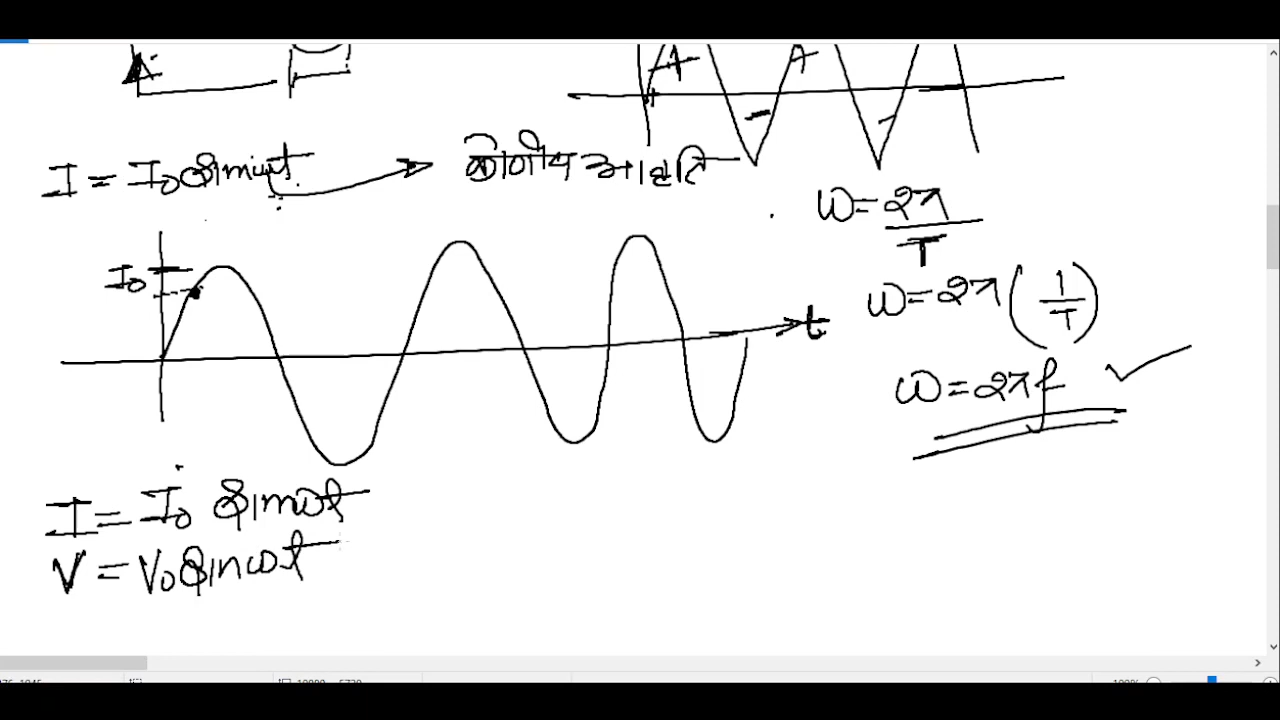 A A
I = I₀ sinωt → कोणीय आवृति
ω = 2π/T
I₀
t
ω = 2π (1/T)
ω = 2πf ✓
I = I₀ sinωt
V = V₀ sinωt